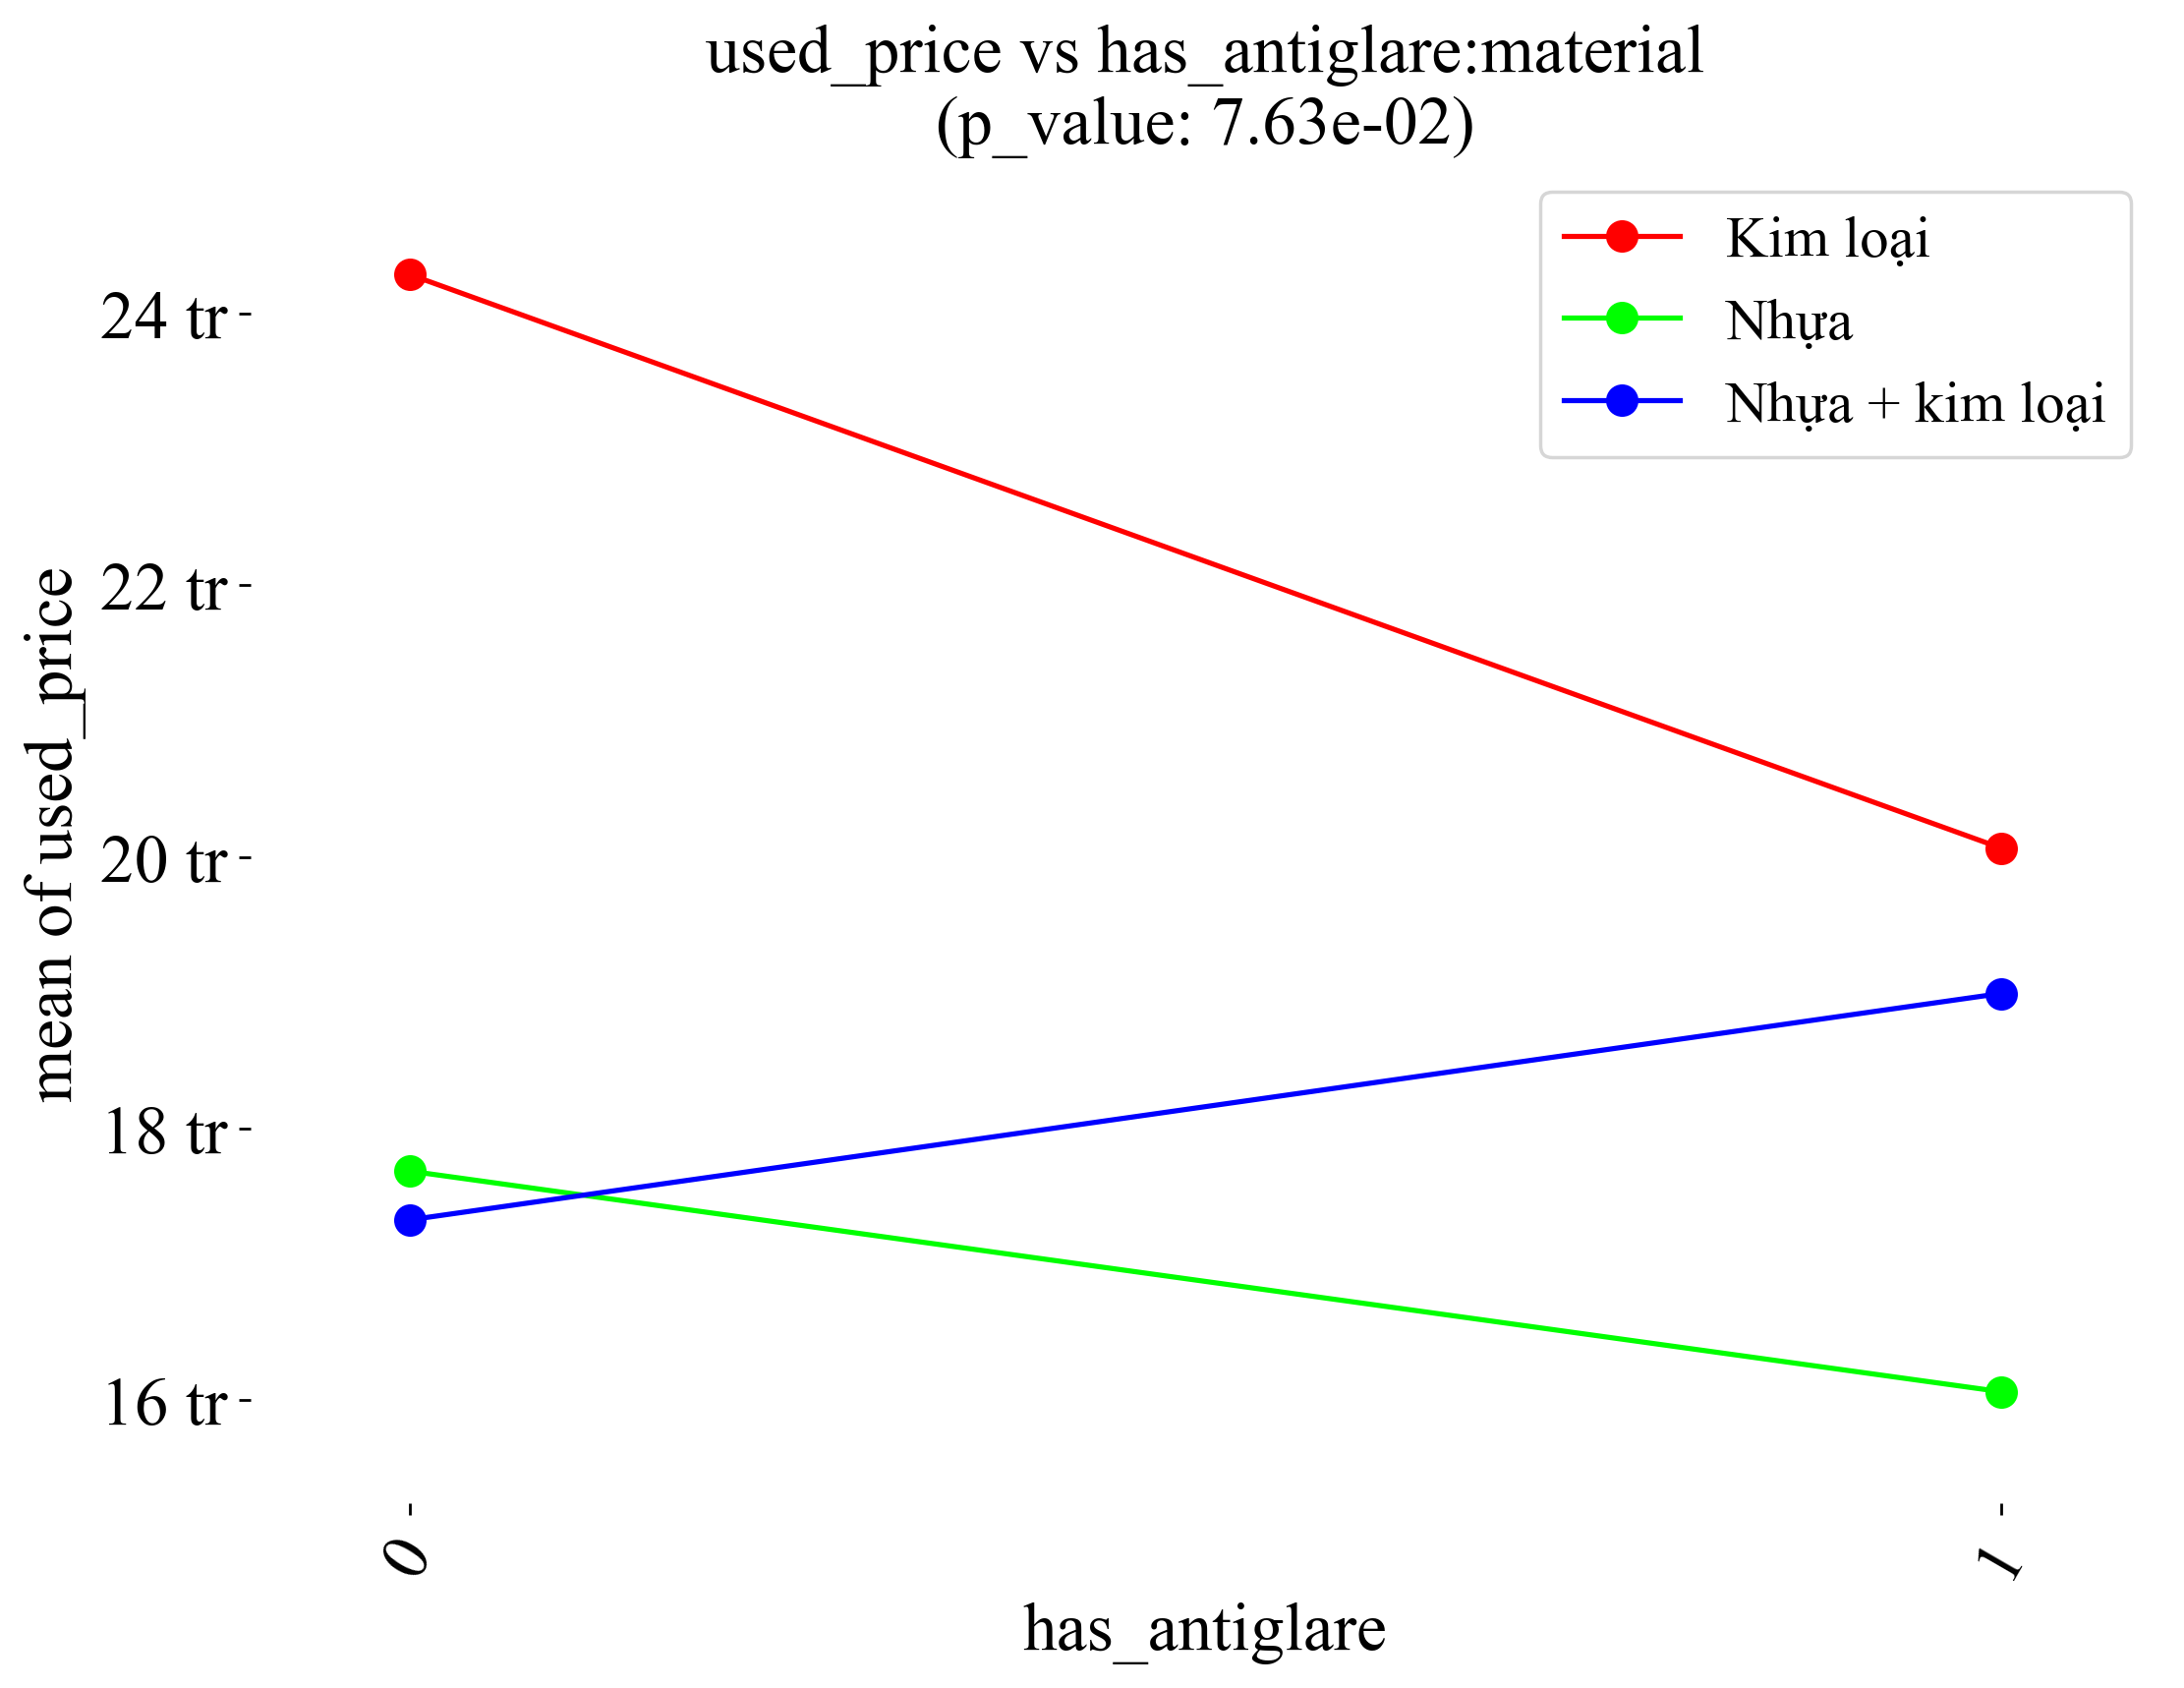 used_price vs has_antiglare:material
(p_value: 7.63e-02)
Kim loại
Nhựa
Nhựa + kim loại
24 tr
22 tr
20 tr
18 tr
16 tr
mean of used_price
0
1
has_antiglare